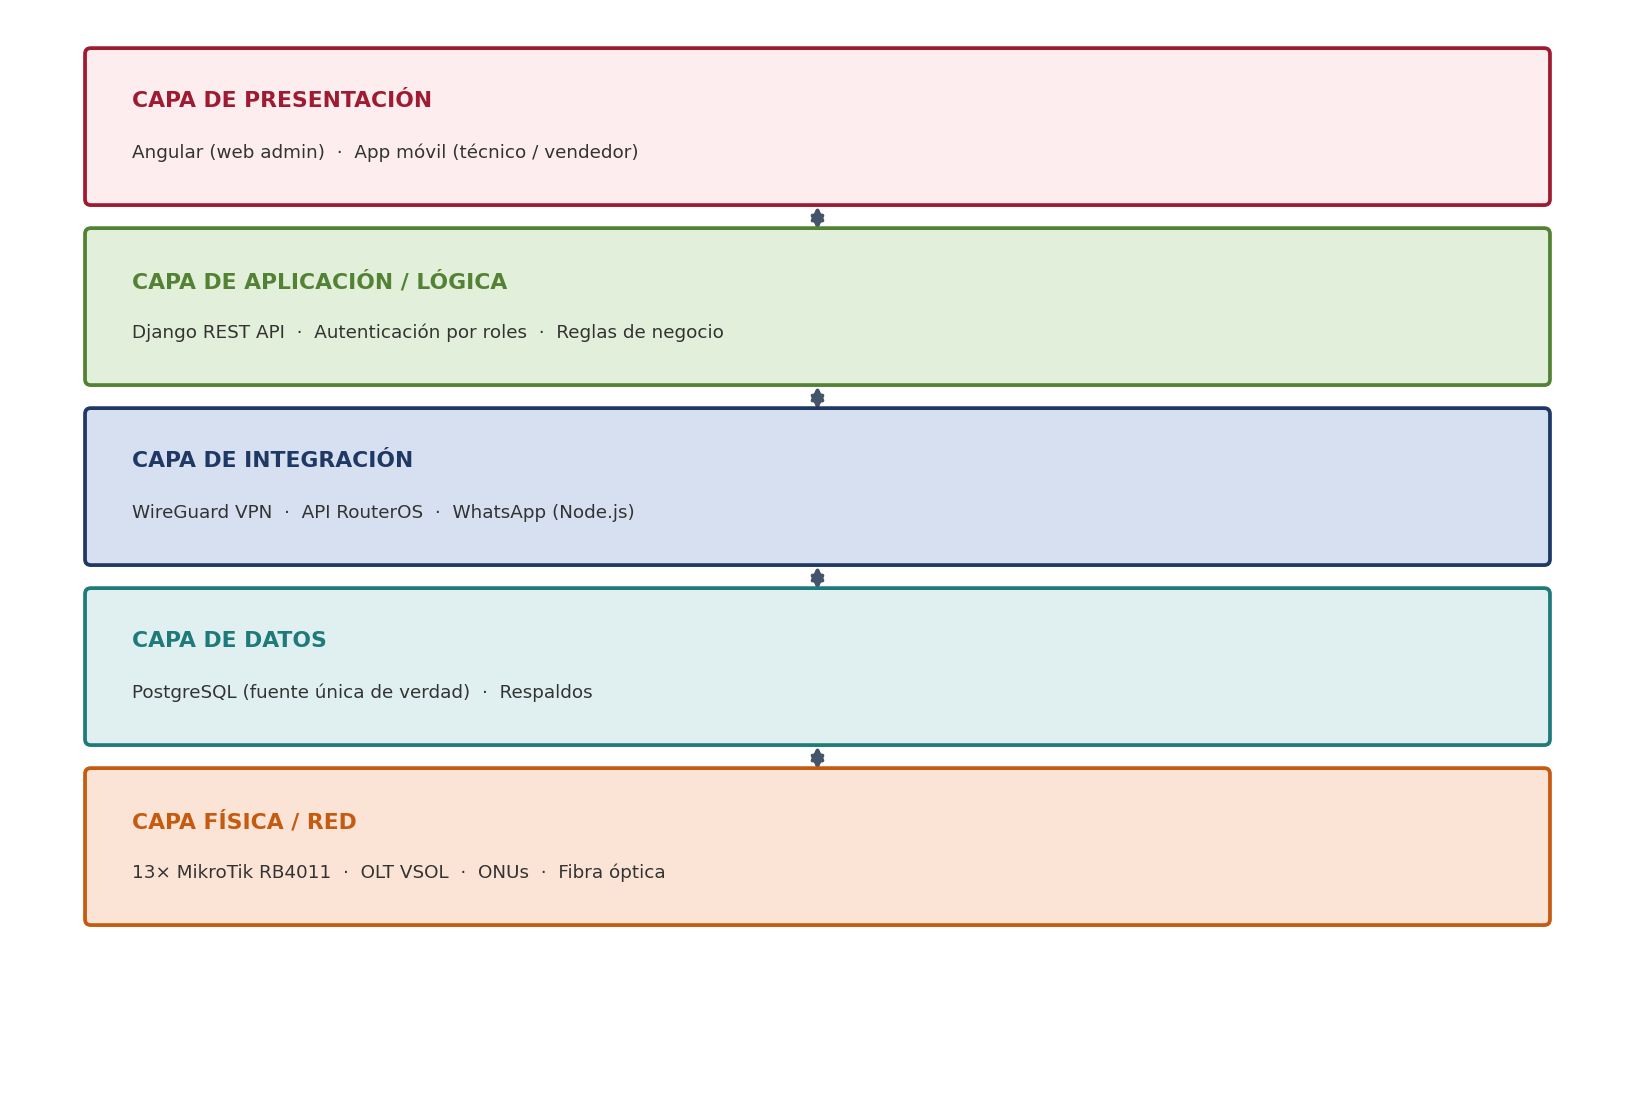 CAPA DE PRESENTACIÓN
Angular (web admin) · App móvil (técnico / vendedor)
CAPA DE APLICACIÓN / LÓGICA
Django REST API · Autenticación por roles · Reglas de negocio
CAPA DE INTEGRACIÓN
WireGuard VPN · API RouterOS · WhatsApp (Node.js)
CAPA DE DATOS
PostgreSQL (fuente única de verdad) · Respaldos
CAPA FÍSICA / RED
13× MikroTik RB4011 · OLT VSOL · ONUs · Fibra óptica